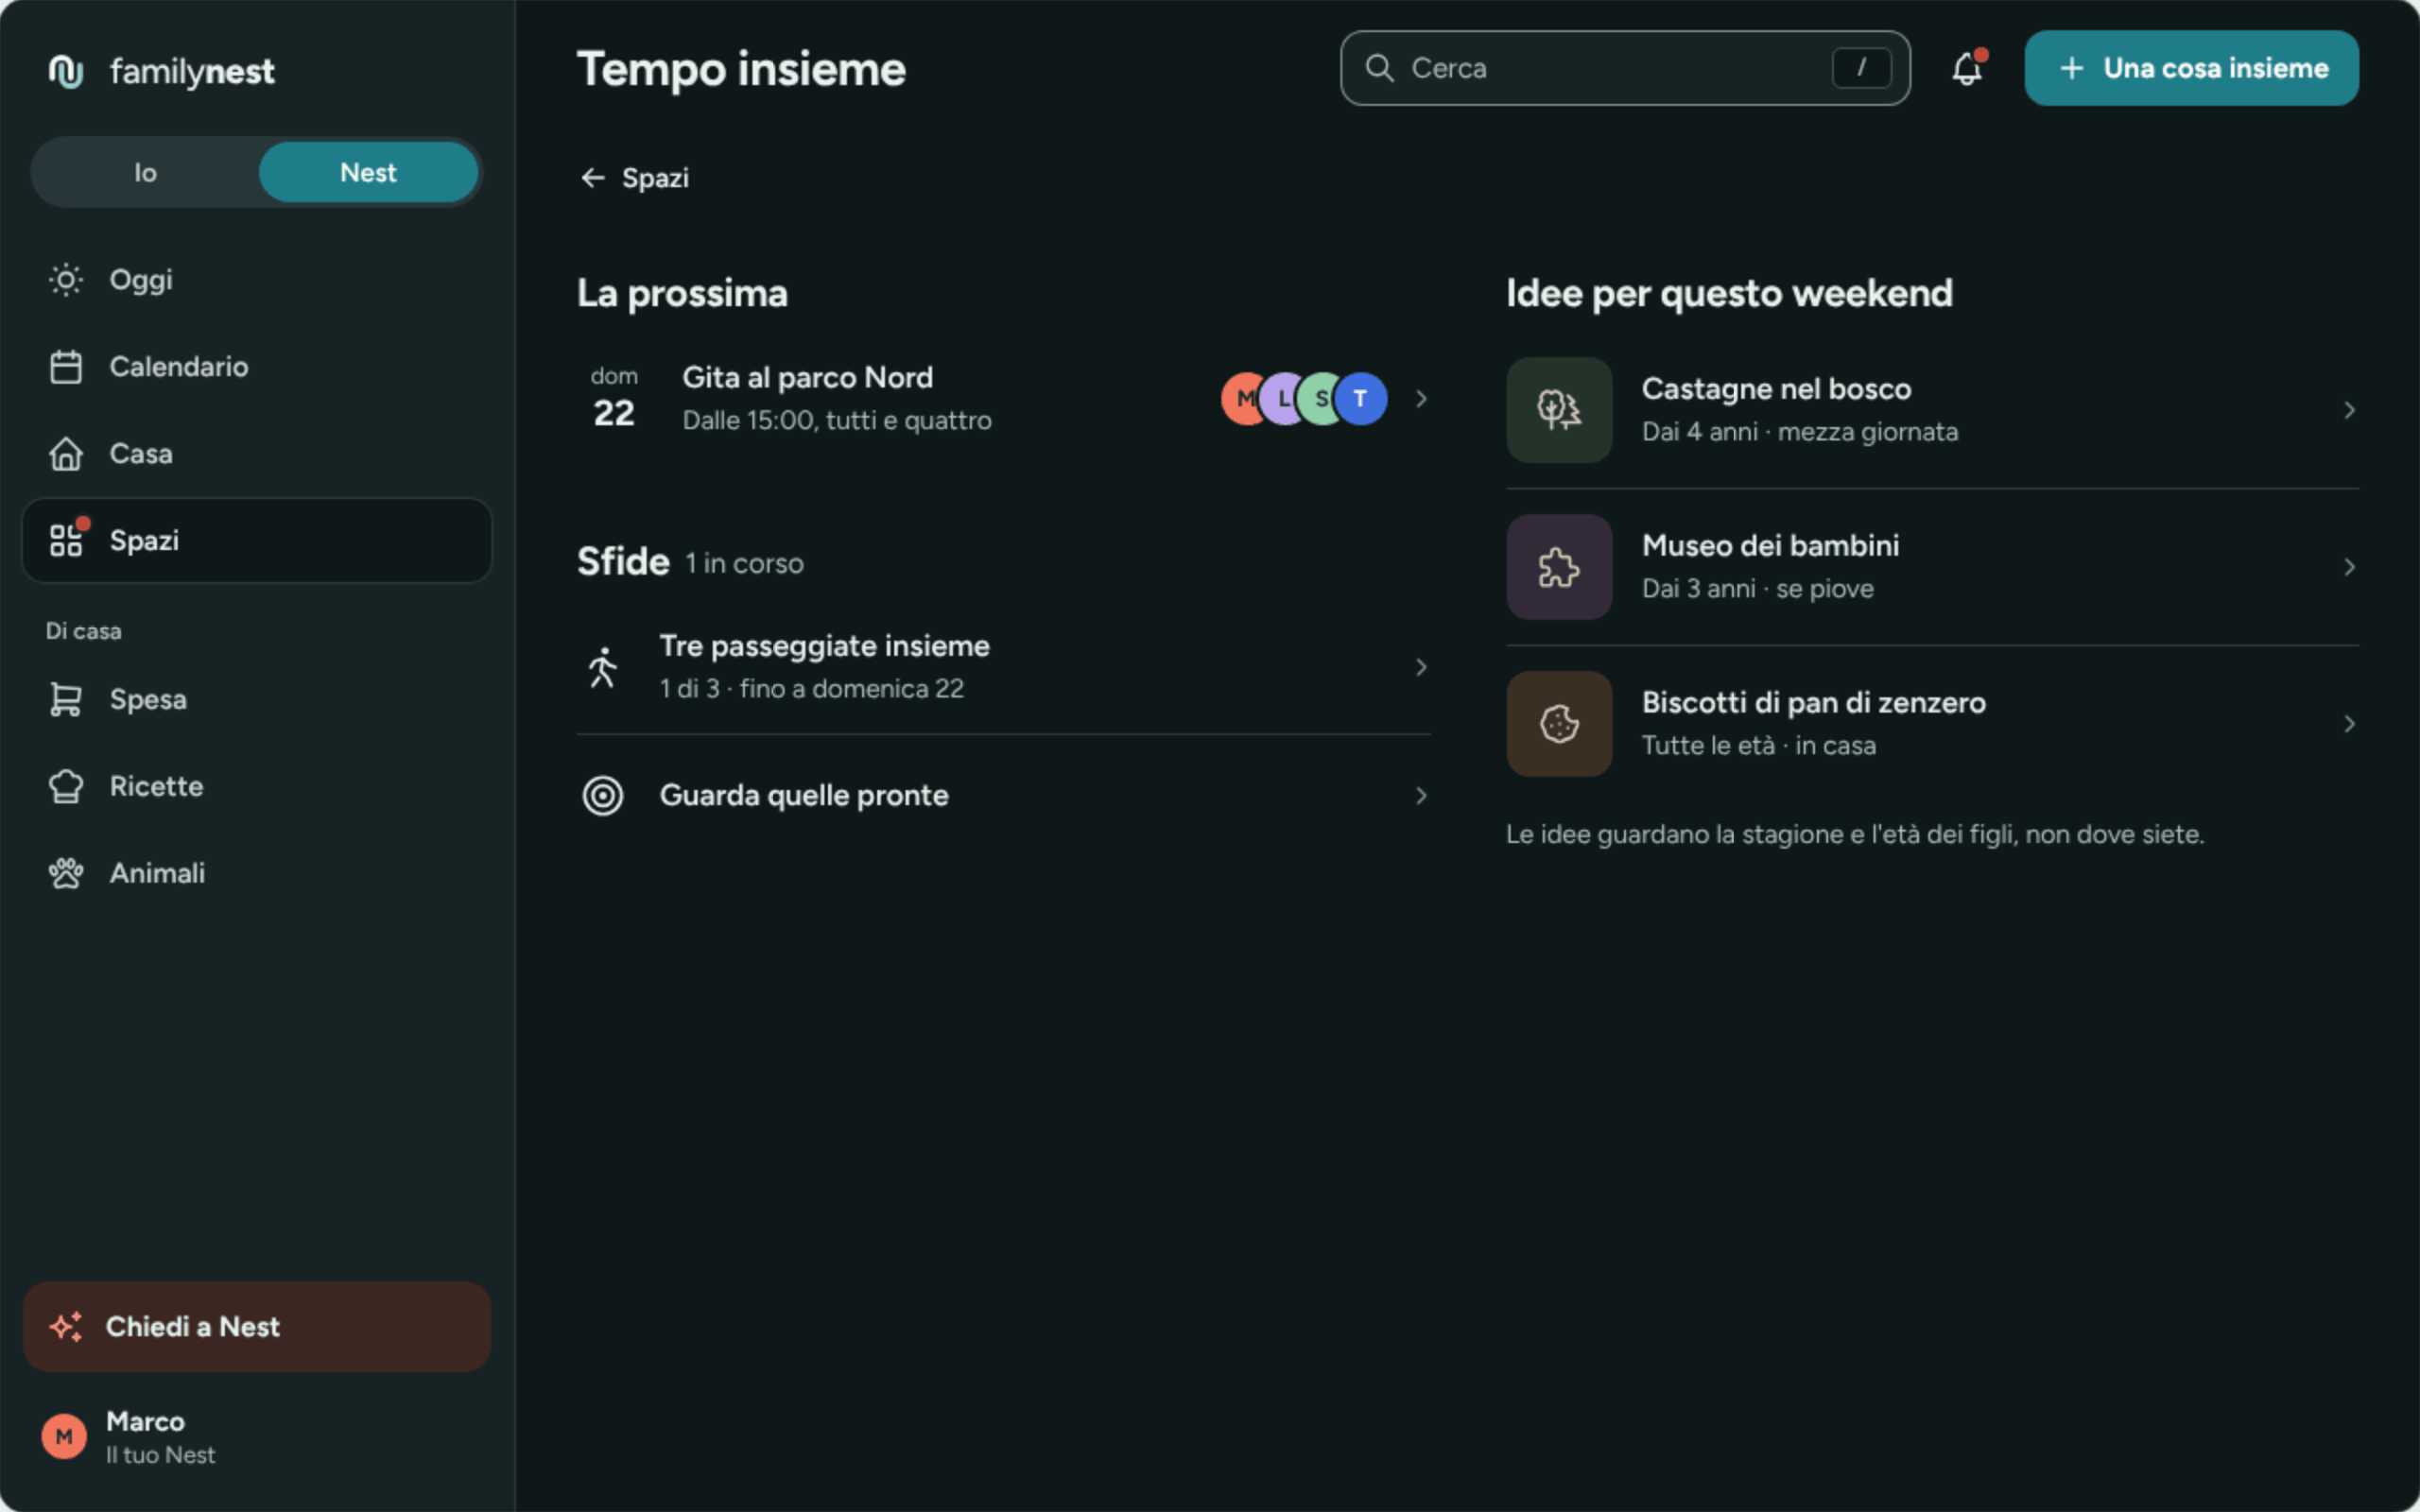 familynest
Io
Nest
Oggi
Calendario
Casa
Spazi
Di casa
Spesa
Ricette
Animali
Chiedi a Nest
M
Marco
Il tuo Nest
Tempo insieme
Cerca
/
+ Una cosa insieme
← Spazi
La prossima
dom
22
Gita al parco Nord
Dalle 15:00, tutti e quattro
M L S T
Sfide 1 in corso
Tre passeggiate insieme
1 di 3 · fino a domenica 22
Guarda quelle pronte
Idee per questo weekend
Castagne nel bosco
Dai 4 anni · mezza giornata
Museo dei bambini
Dai 3 anni · se piove
Biscotti di pan di zenzero
Tutte le età · in casa
Le idee guardano la stagione e l'età dei figli, non dove siete.